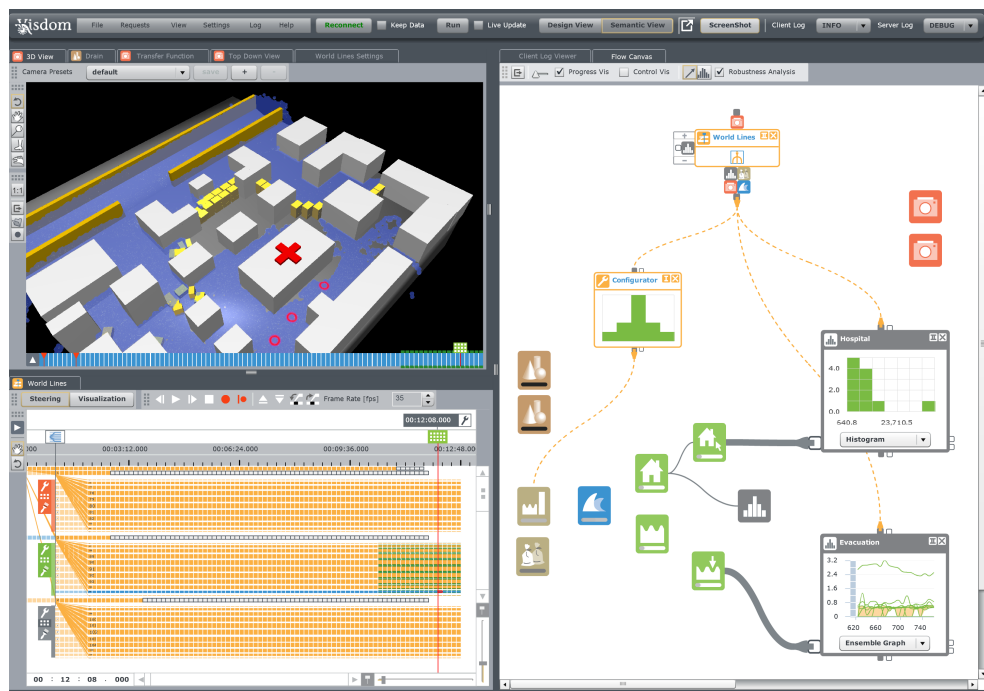 Visdom File Requests View Settings Log Help Reconnect Keep Data Run Live Update Design View Semantic View ScreenShot Client Log INFO Server Log DEBUG
3D View Drain Transfer Function Top Down View World Lines Settings
Camera Presets default save + -
1:1
World Lines
Steering Visualization Frame Rate [fps] 35
00:12:08.000
000 00:03:12.000 00:06:24.000 00:09:36.000 00:12:48.00
00 : 12 : 08 . 000
Client Log Viewer Flow Canvas
Progress Vis Control Vis Robustness Analysis
World Lines
Configurator
Hospital
4.0
2.0
0.0
640.8 23,710.5
Histogram
Evacuation
3.2
2.4
1.6
0.8
0
620 660 700 740
Ensemble Graph